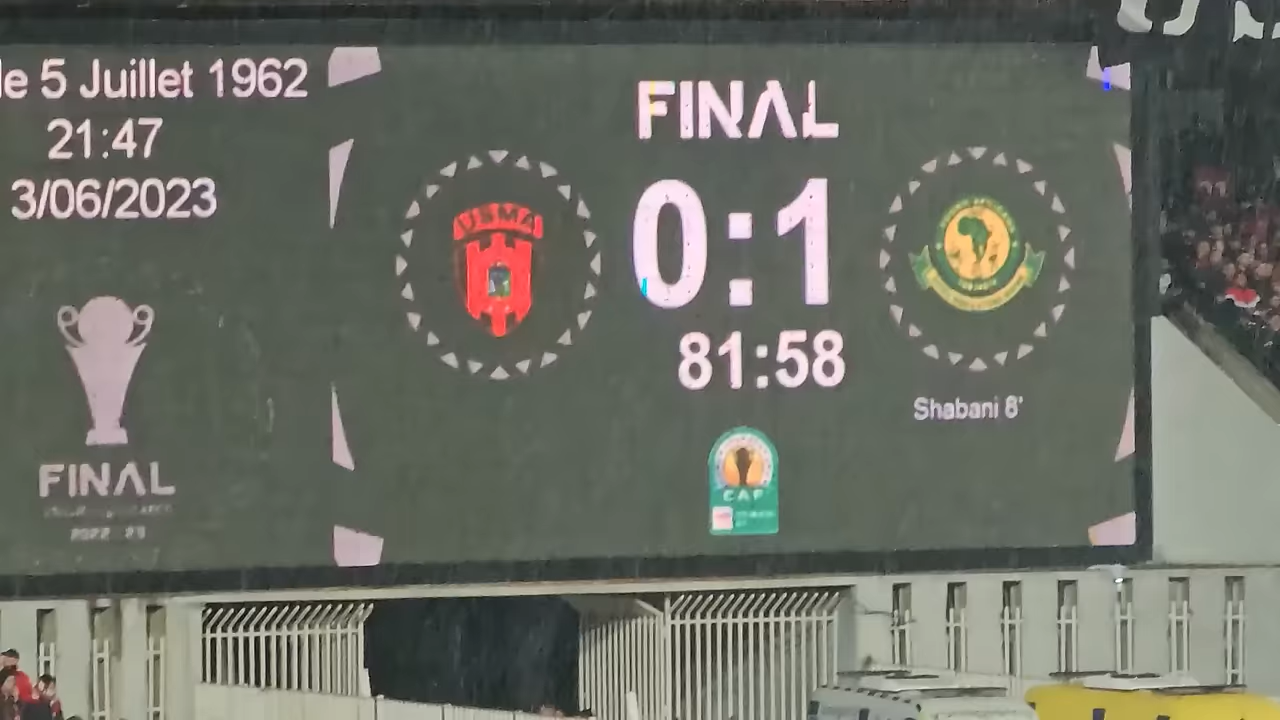 le 5 Juillet 1962
21:47
3/06/2023
FINAL
2022 23
FINAL
0:1
USMA
81:58
Shabani 8'
CAF